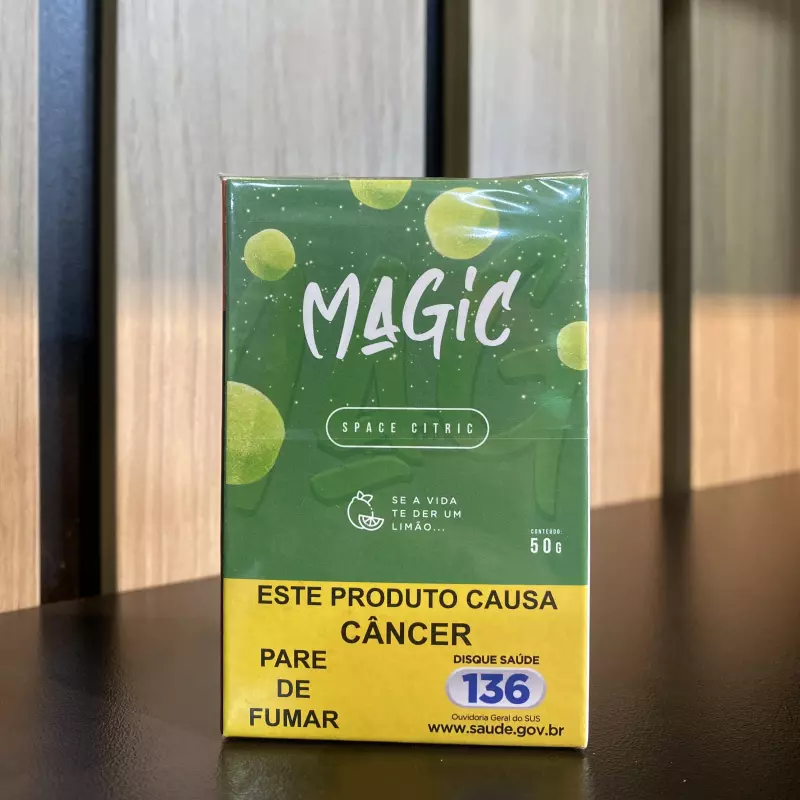 MAGiC
SPACE CITRIC
SE A VIDA
TE DER UM
LIMÃO...
CONTEÚDO:
50G
ESTE PRODUTO CAUSA
CÂNCER
PARE
DE
FUMAR
DISQUE SAÚDE
136
Ouvidoria Geral do SUS
www.saude.gov.br